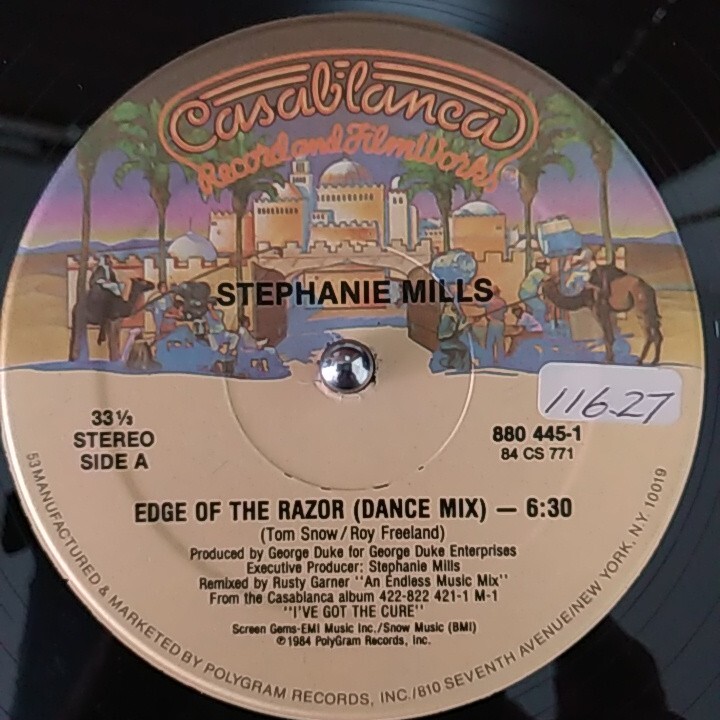 Casablanca
Record and FilmWorks
STEPHANIE MILLS
116.27
33⅓
STEREO
SIDE A
880 445-1
84 CS 771
EDGE OF THE RAZOR (DANCE MIX) — 6:30
(Tom Snow/Roy Freeland)
Produced by George Duke for George Duke Enterprises
Executive Producer: Stephanie Mills
Remixed by Rusty Garner "An Endless Music Mix"
From the Casablanca album 422-822 421-1 M-1
"I'VE GOT THE CURE"
Screen Gems-EMI Music Inc./Snow Music (BMI)
℗1984 PolyGram Records, Inc.
53 MANUFACTURED & MARKETED BY POLYGRAM RECORDS, INC./810 SEVENTH AVENUE/NEW YORK, N.Y. 10019